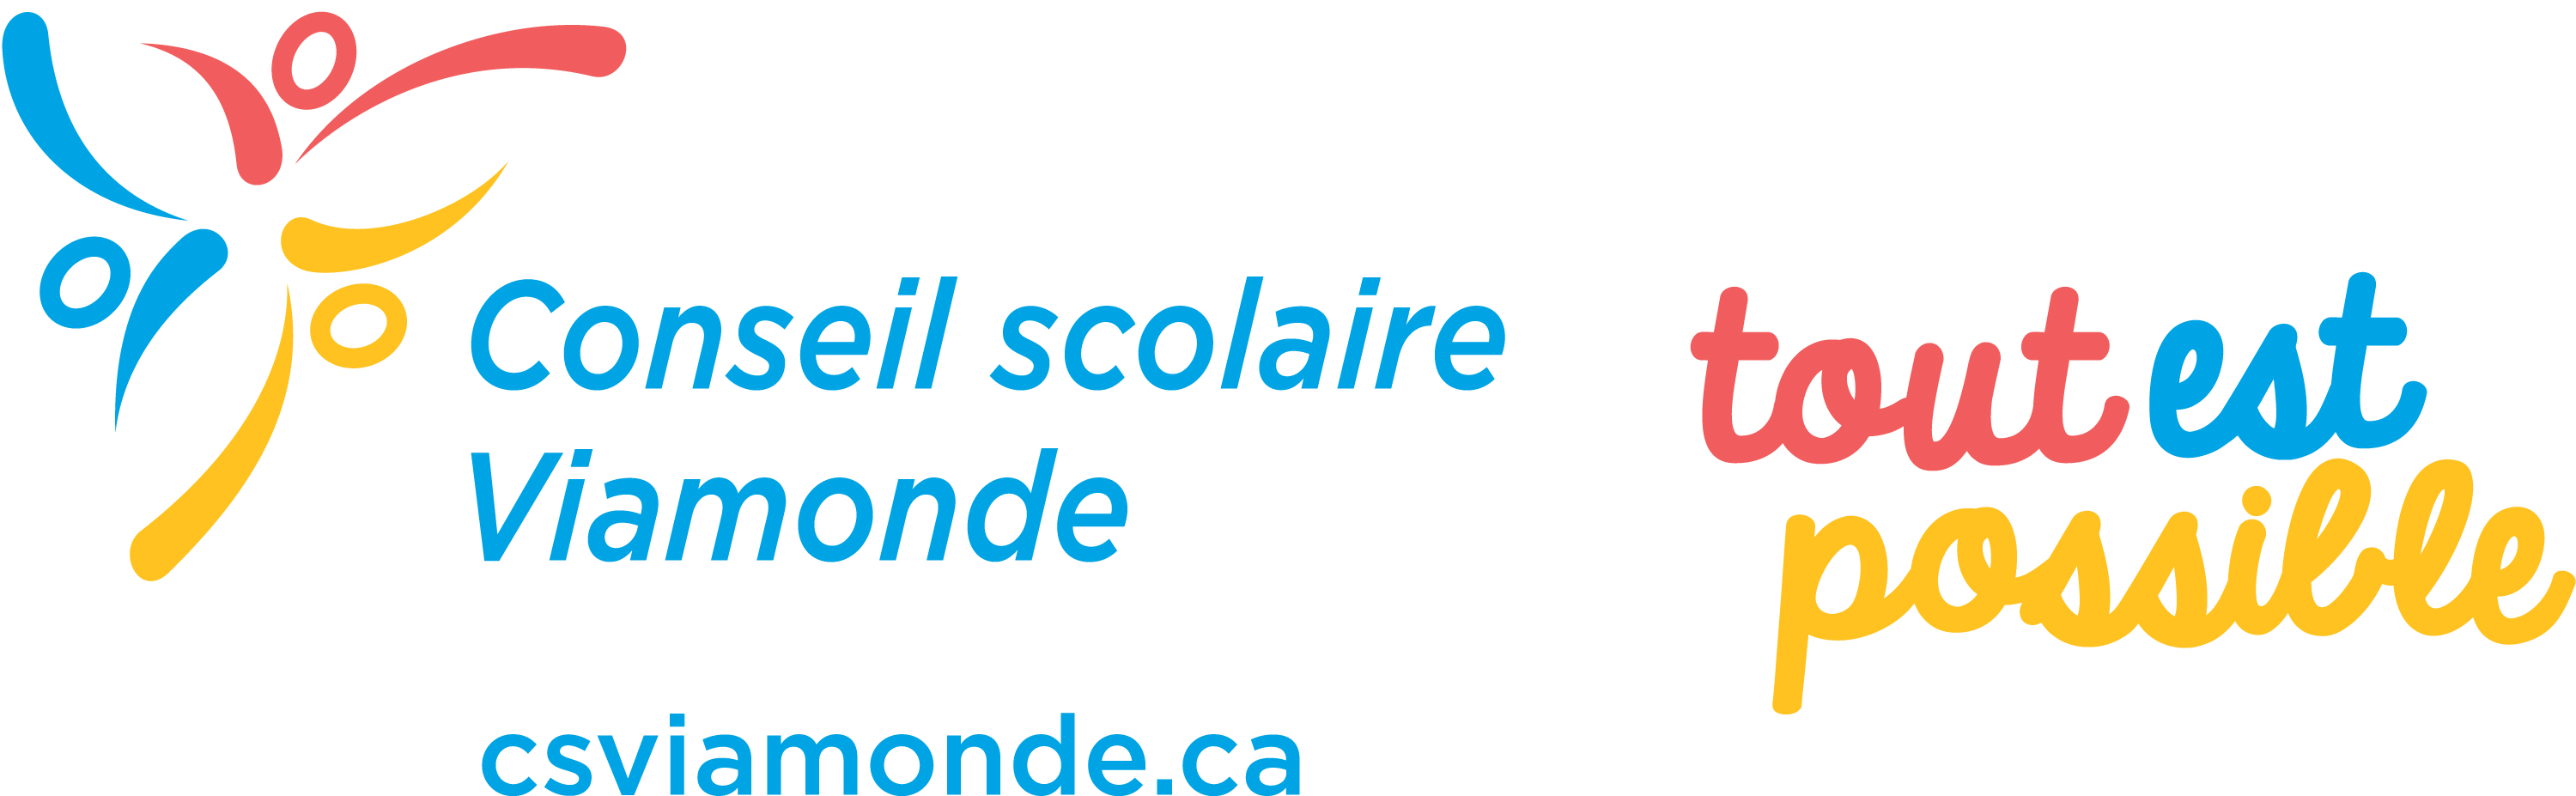 Conseil scolaire
Viamonde
csviamonde.ca
tout est
possible